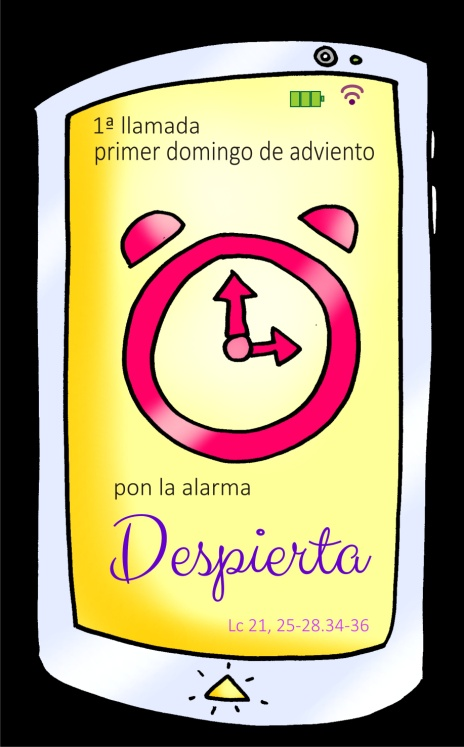 1ª llamada
primer domingo de adviento
pon la alarma
Despierta
Lc 21, 25-28.34-36